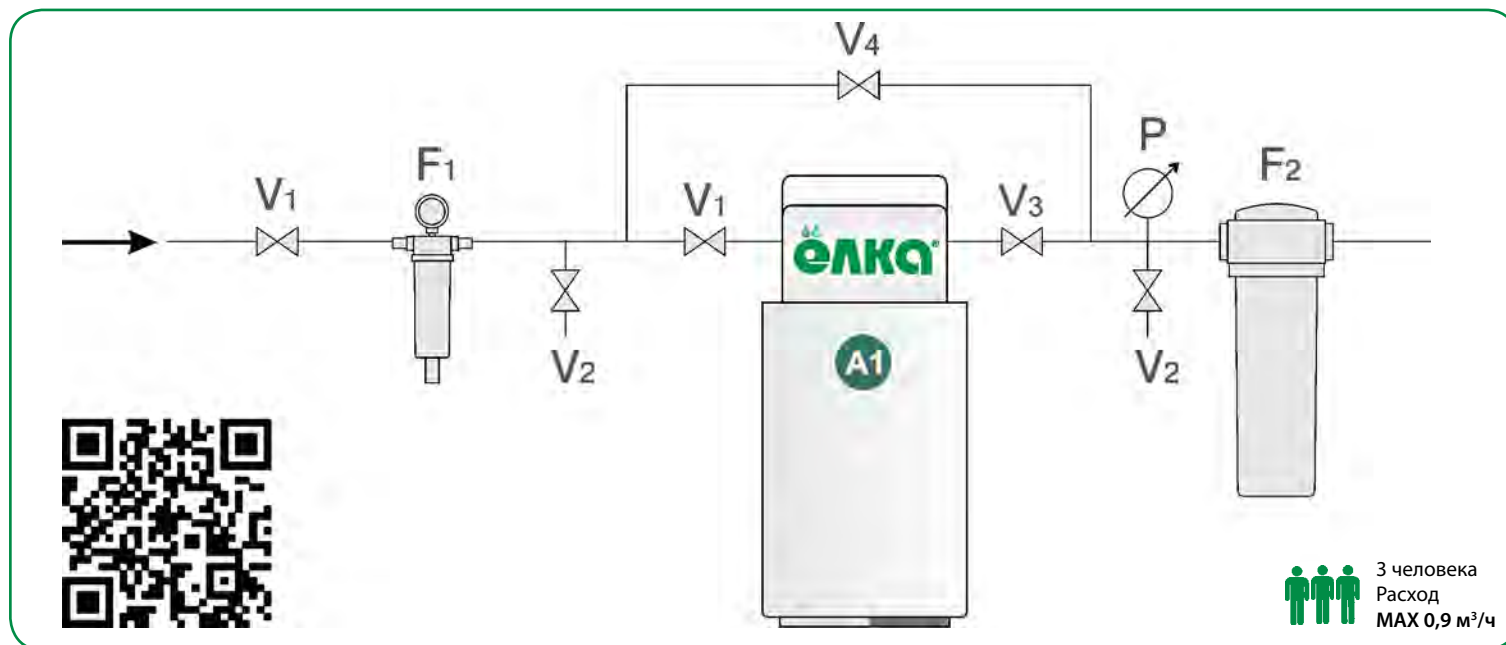 V4
P
F1
F2
V1
V1
V3
ёлка®
V2
A1
V2
3 человека
Расход
MAX 0,9 м³/ч